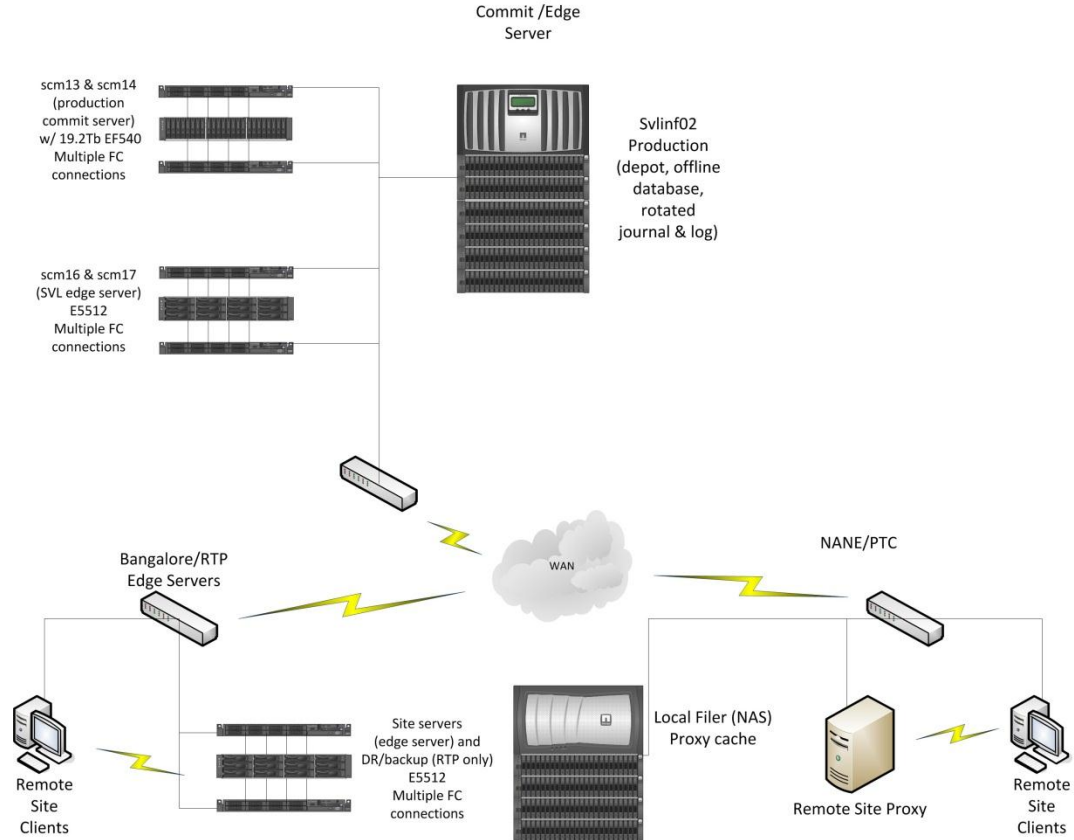 Commit /Edge
Server
scm13 & scm14
(production
commit server)
w/ 19.2Tb EF540
Multiple FC
connections
Svlinf02
Production
(depot, offline
database,
rotated
journal & log)
scm16 & scm17
(SVL edge server)
E5512
Multiple FC
connections
WAN
NANE/PTC
Bangalore/RTP
Edge Servers
Remote
Site
Clients
Site servers
(edge server) and
DR/backup (RTP only)
E5512
Multiple FC
connections
Local Filer (NAS)
Proxy cache
Remote Site Proxy
Remote
Site
Clients